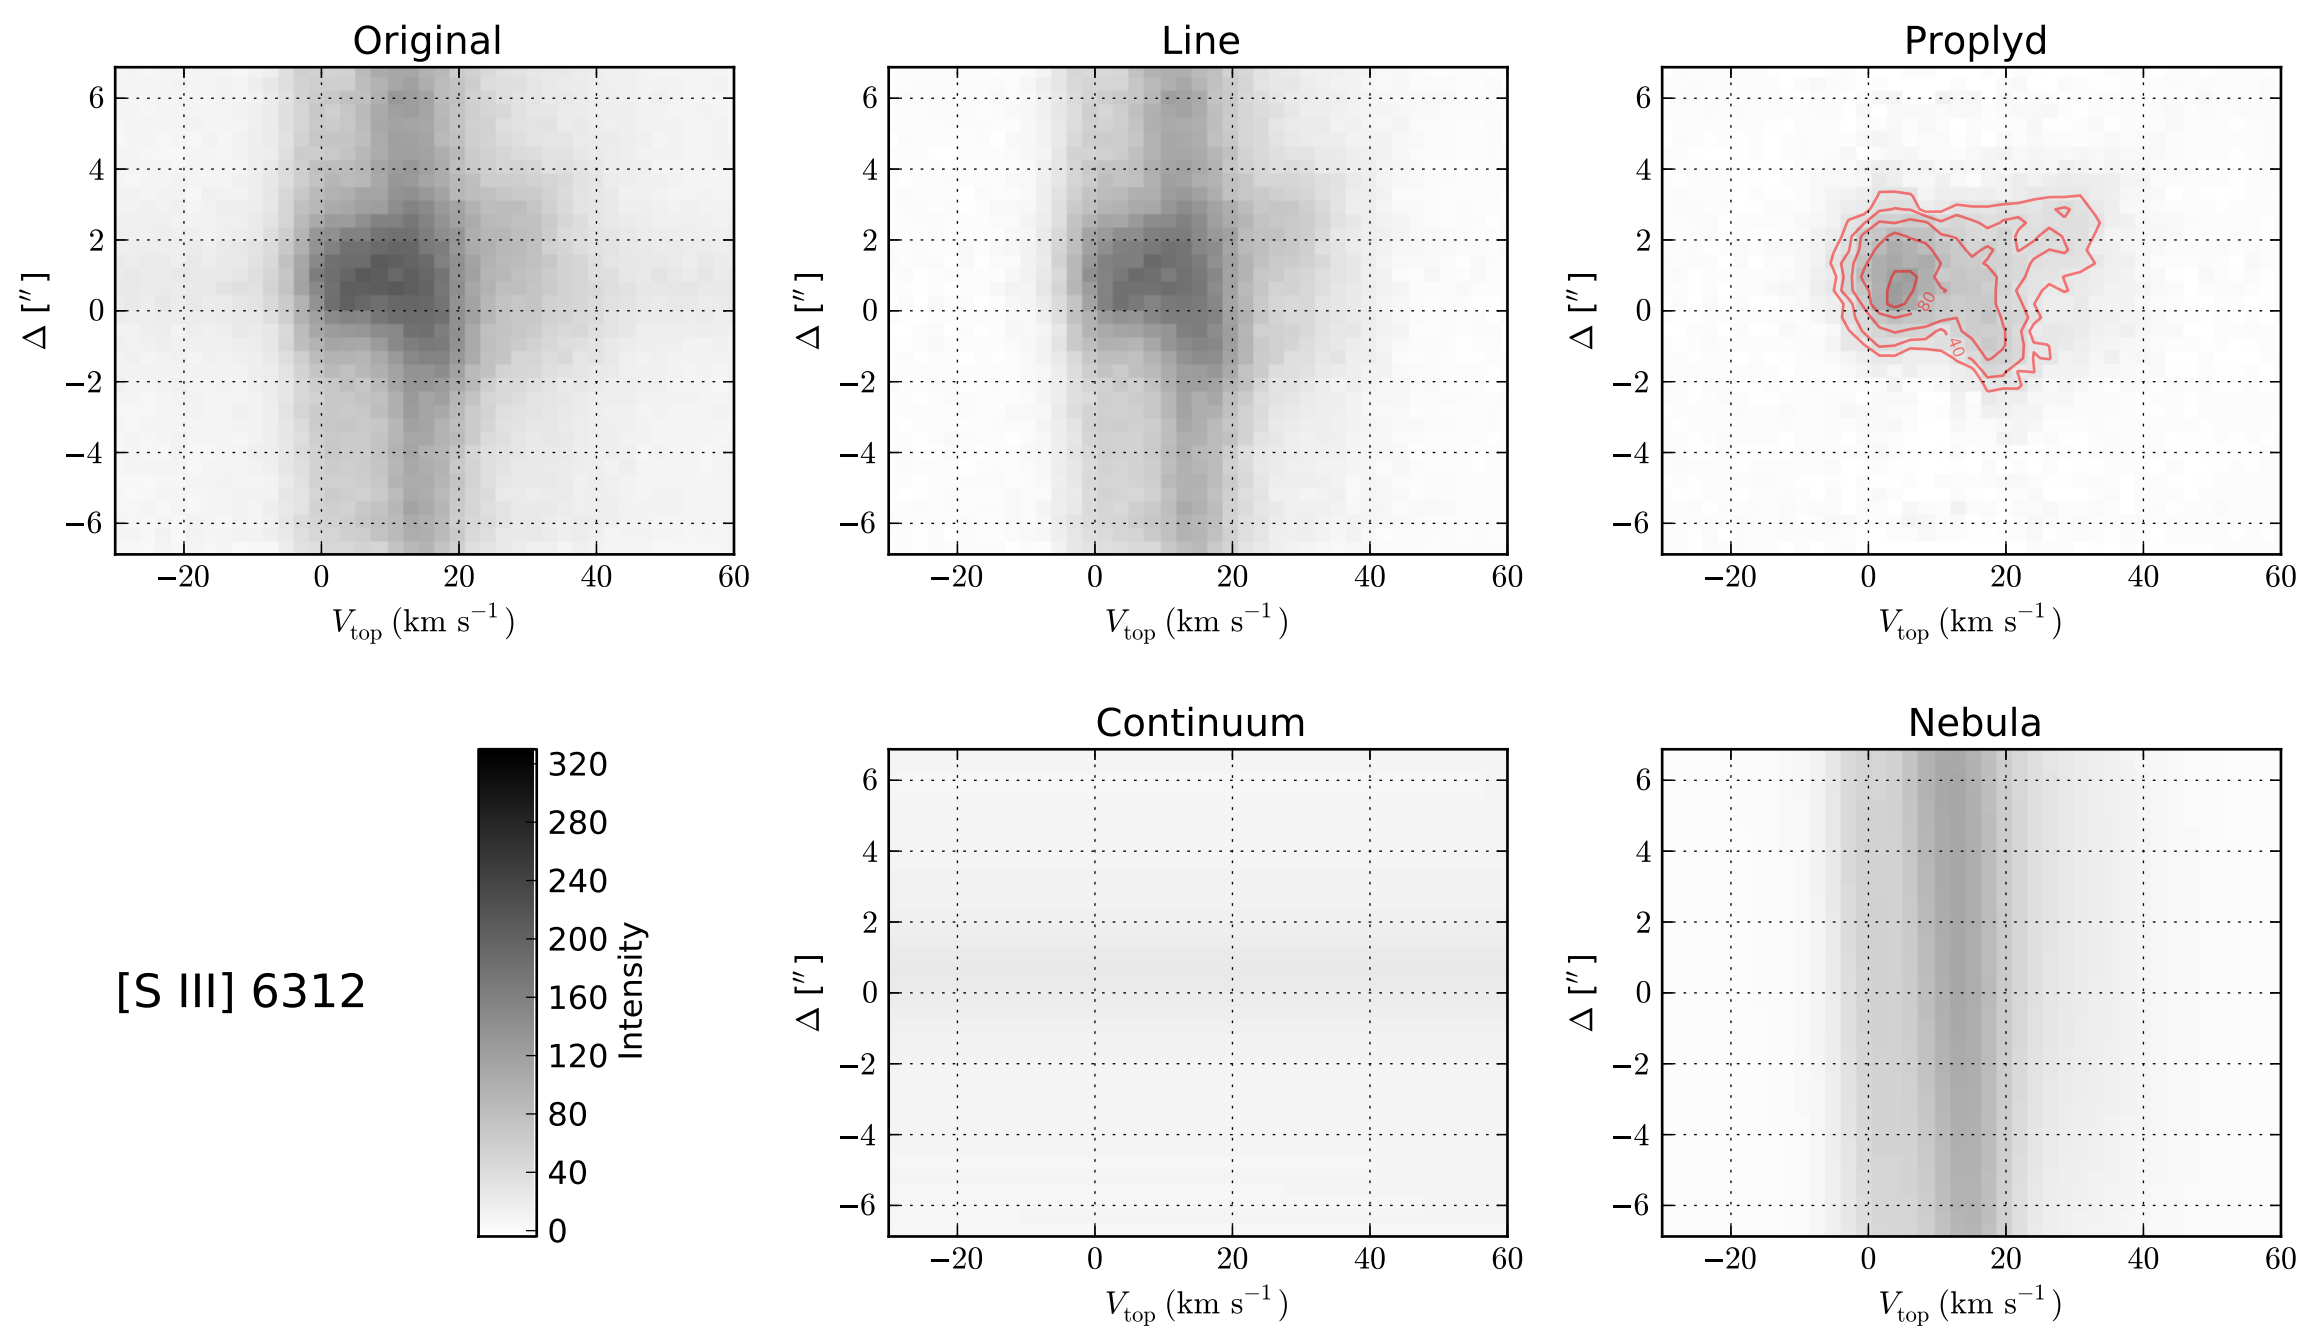 Original
Line
Proplyd
6
4
2
0
−2
−4
−6
Δ [″]
−20 0 20 40 60
V_top (km s⁻¹)
6
4
2
0
−2
−4
−6
Δ [″]
−20 0 20 40 60
V_top (km s⁻¹)
6
4
2
0
−2
−4
−6
Δ [″]
80
40
−20 0 20 40 60
V_top (km s⁻¹)
[S III] 6312
320
280
240
200
160
120
80
40
0
Intensity
Continuum
6
4
2
0
−2
−4
−6
Δ [″]
−20 0 20 40 60
V_top (km s⁻¹)
Nebula
6
4
2
0
−2
−4
−6
Δ [″]
−20 0 20 40 60
V_top (km s⁻¹)